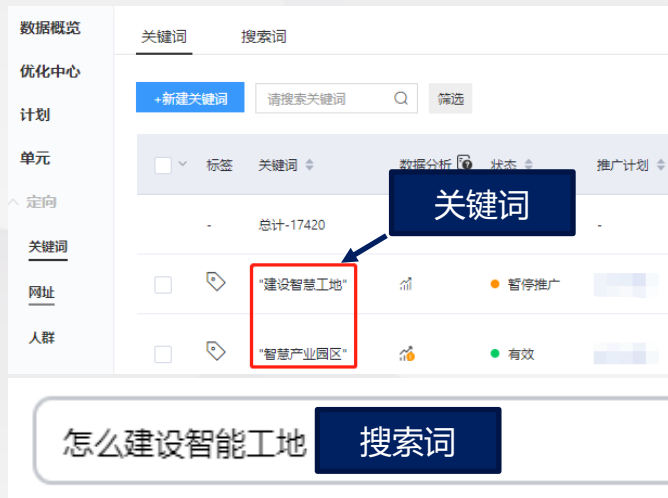 数据概览
优化中心
计划
单元
定向
关键词
网址
人群
关键词 搜索词
+新建关键词 请搜索关键词 筛选
标签 关键词 数据分析 状态 推广计划
- 总计-17420 -
关键词
"建设智慧工地" 暂停推广
"智慧产业园区" 有效
怎么建设智能工地 搜索词